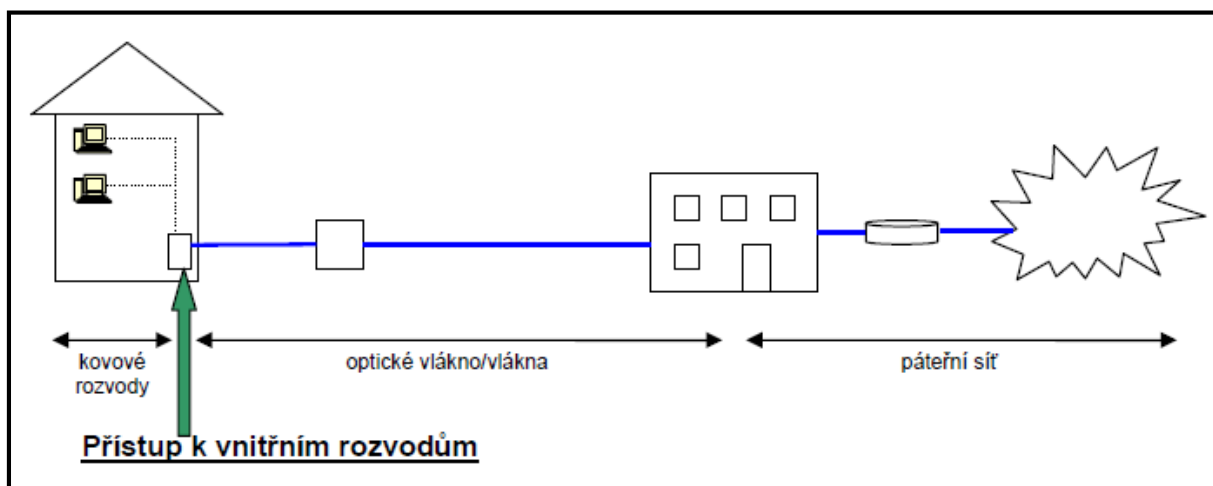 kovové
rozvody
optické vlákno/vlákna
páteřní síť
Přístup k vnitřním rozvodům